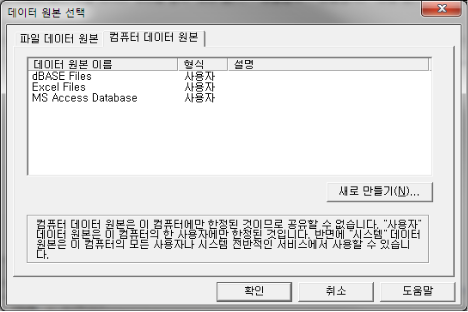 데이터 원본 선택
파일 데이터 원본 컴퓨터 데이터 원본
데이터 원본 이름 형식 설명
dBASE Files 사용자
Excel Files 사용자
MS Access Database 사용자
새로 만들기(N)...
컴퓨터 데이터 원본은 이 컴퓨터에만 한정된 것이므로 공유할 수 없습니다. "사용자"
데이터 원본은 이 컴퓨터의 한 사용자에만 한정된 것입니다. 반면에 "시스템" 데이터
원본은 이 컴퓨터의 모든 사용자나 시스템 전반적인 서비스에서 사용할 수 있습니
다.
확인 취소 도움말